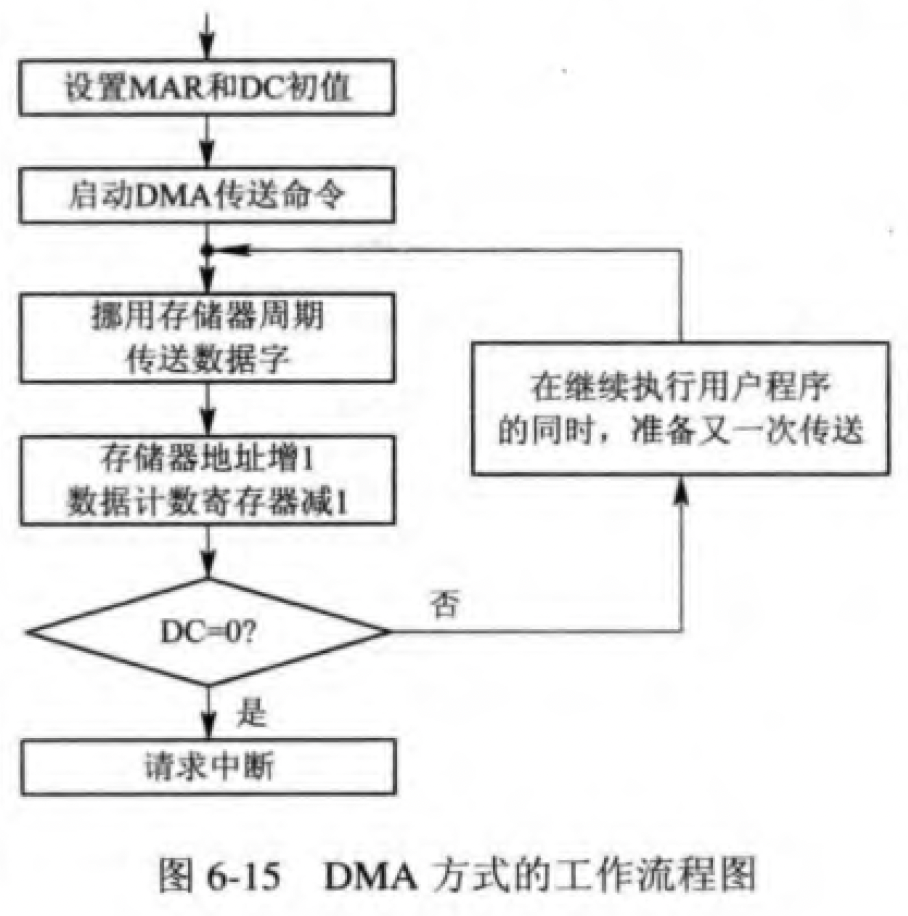 设置MAR和DC初值
启动DMA传送命令
挪用存储器周期
传送数据字
在继续执行用户程序
的同时，准备又一次传送
存储器地址增1
数据计数寄存器减1
DC=0?
否
是
请求中断
图 6-15 DMA 方式的工作流程图